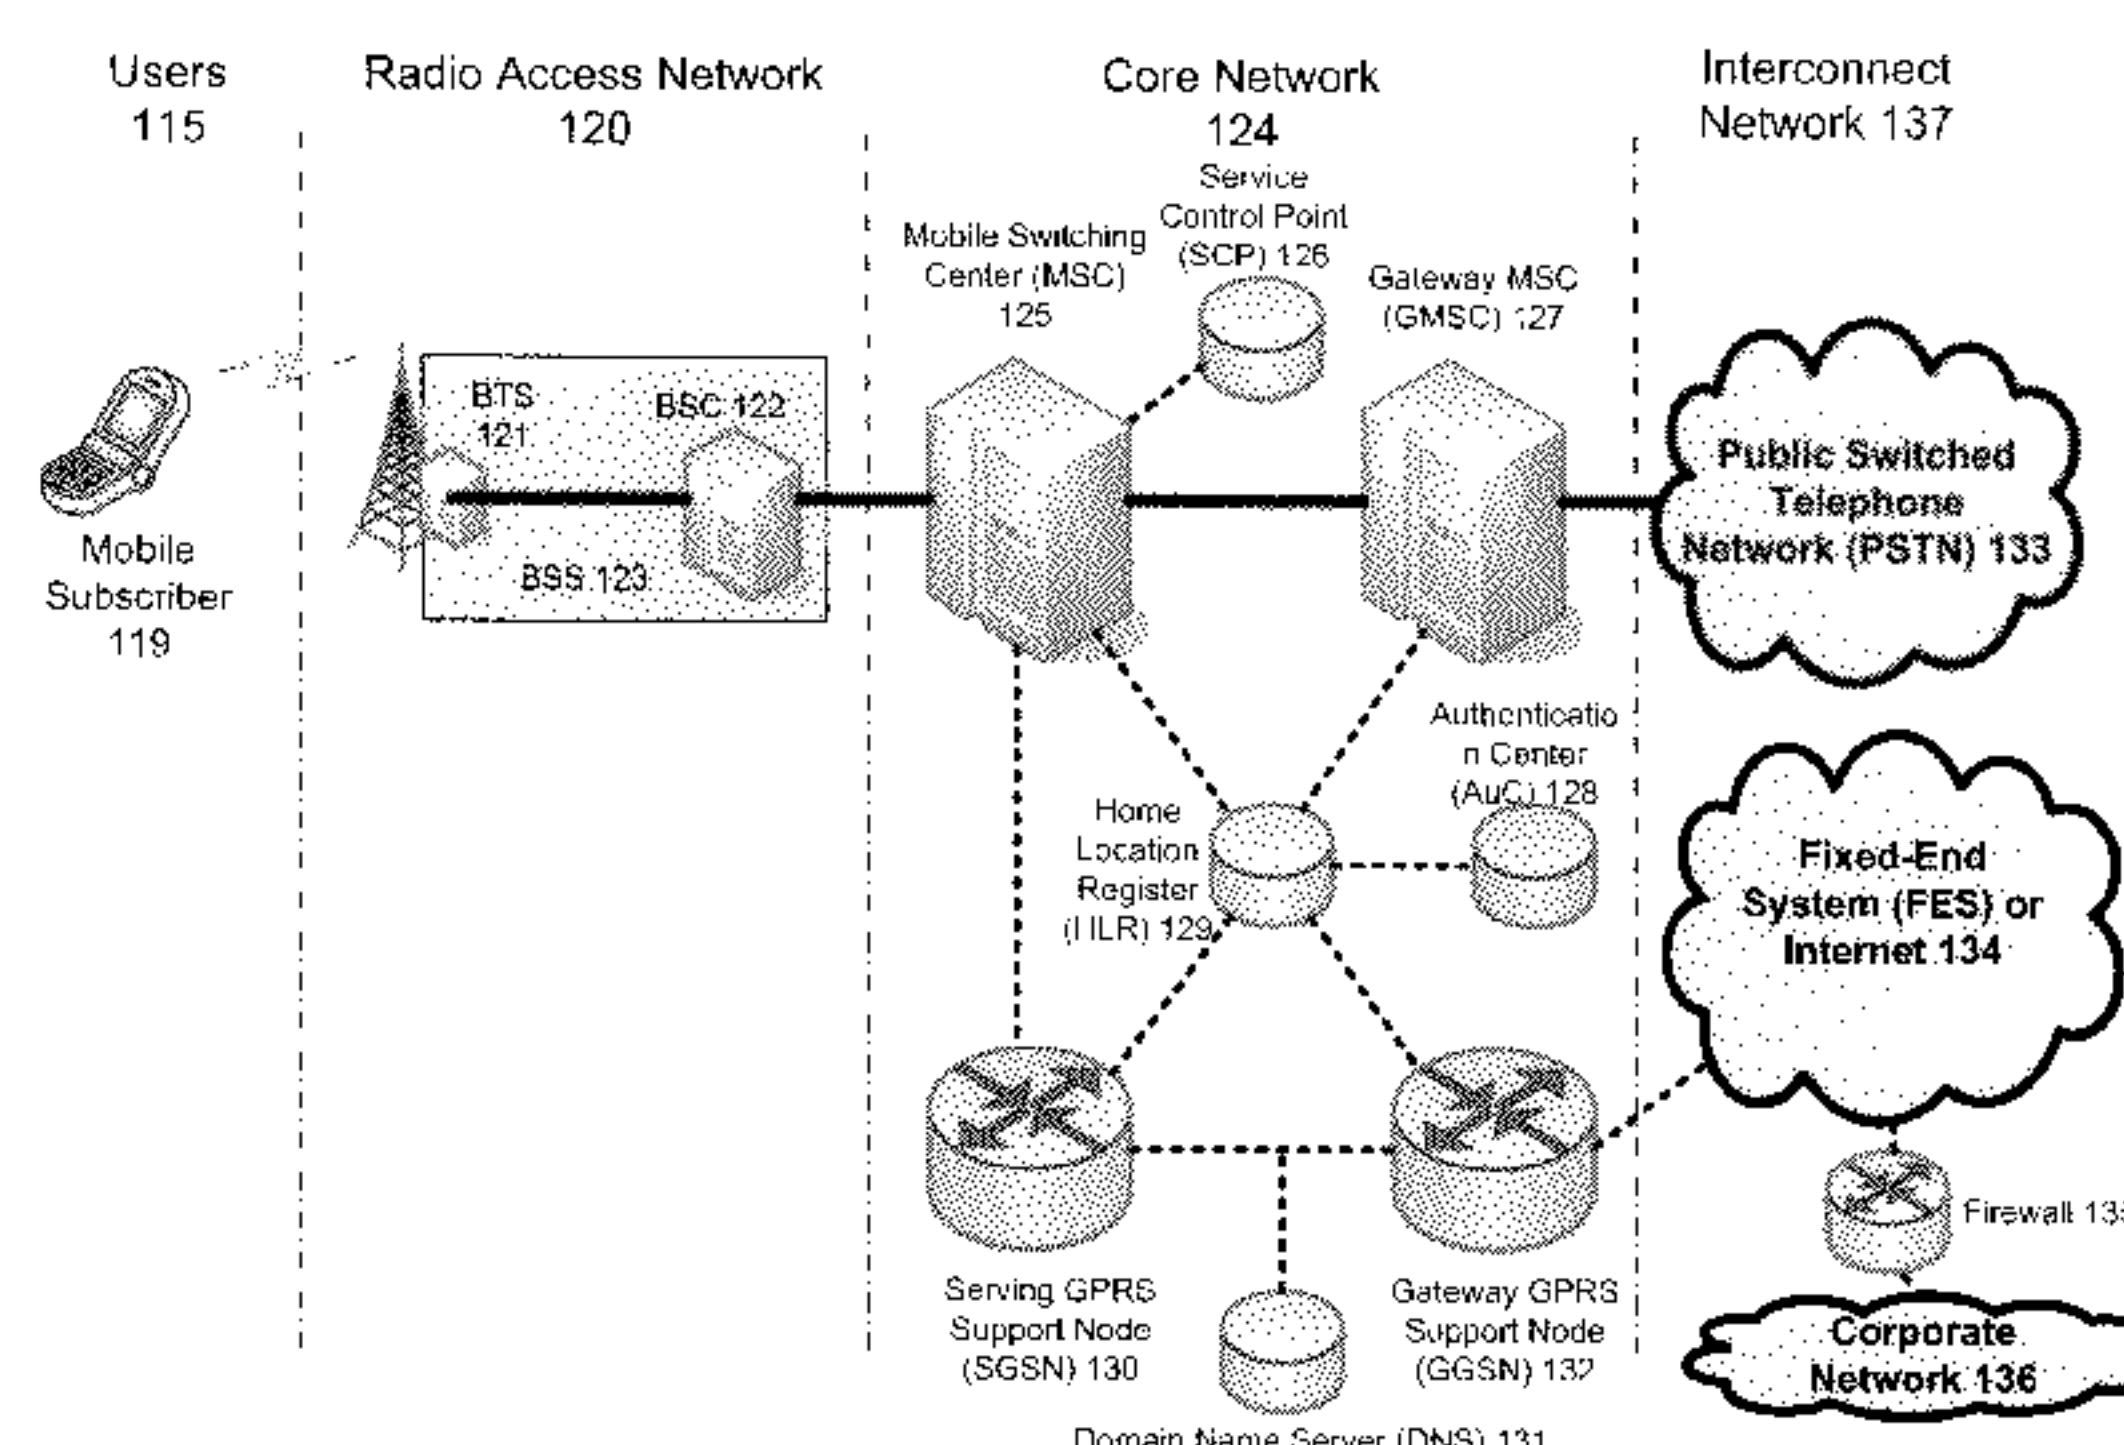 Users
115
Radio Access Network
120
Core Network
124
Interconnect
Network 137
Service
Control Point
(SCP) 126
Mobile Switching
Center (MSC)
125
Gateway MSC
(GMSC) 127
BTS
121
BSC 122
BSS 123
Mobile
Subscriber
119
Public Switched
Telephone
Network (PSTN) 133
Authenticatio
n Center
(AuC) 128
Home
Location
Register
(HLR) 129
Fixed-End
System (FES) or
Internet 134
Firewall
Serving GPRS
Support Node
(SGSN) 130
Gateway GPRS
Support Node
(GGSN) 132
Corporate
Network 136
Domain Name Server (DNS) 131